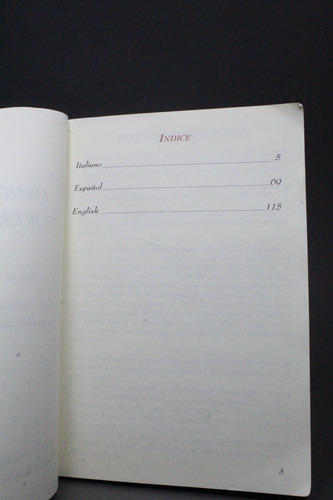 INDICE
Italiano 5
Español 69
English 115
3